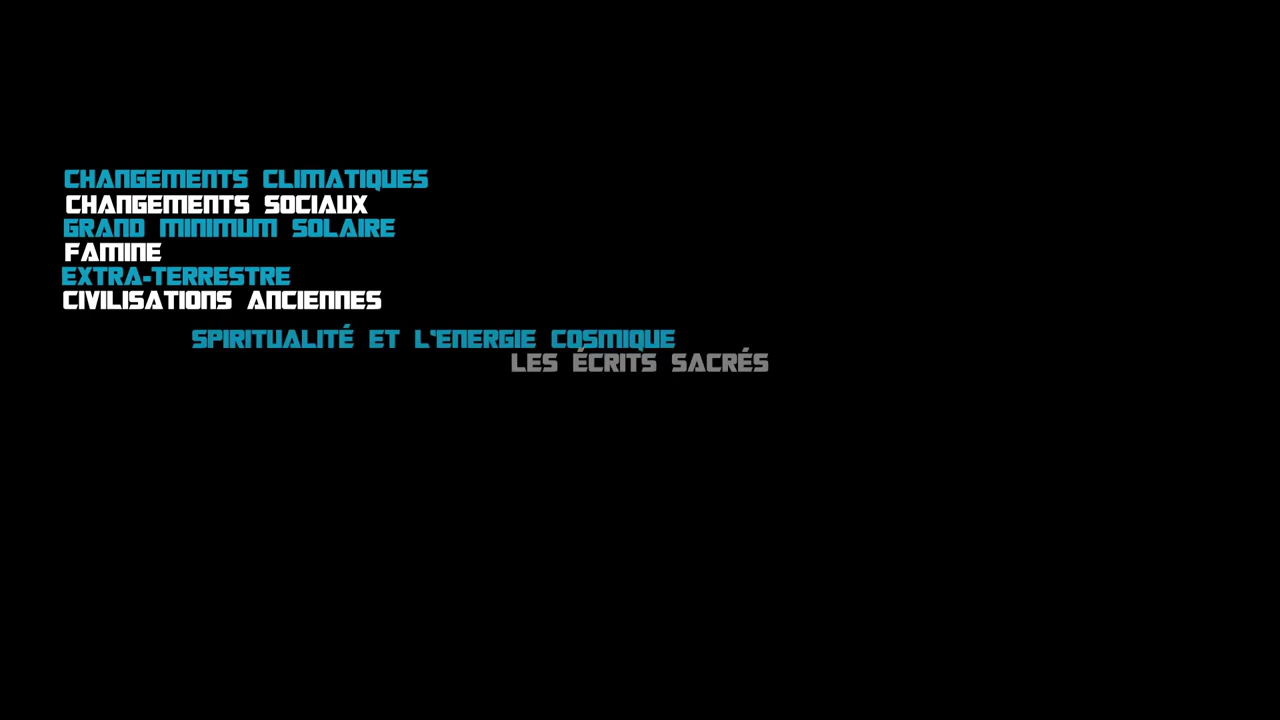 CHANGEMENTS CLIMATIQUES
CHANGEMENTS SOCIAUX
GRAND MINIMUM SOLAIRE
FAMINE
EXTRA-TERRESTRE
CIVILISATIONS ANCIENNES
SPIRITUALITÉ ET L'ENERGIE COSMIQUE
LES ÉCRITS SACRÉS